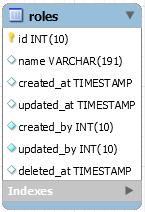 roles
id INT(10)
name VARCHAR(191)
created_at TIMESTAMP
updated_at TIMESTAMP
created_by INT(10)
updated_by INT(10)
deleted_at TIMESTAMP
Indexes